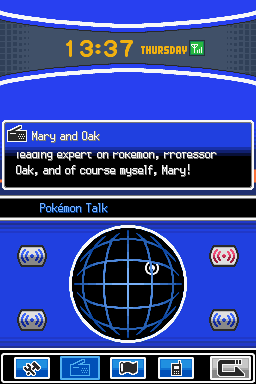 13:37 THURSDAY
Mary and Oak
leading expert on Pokémon, Professor
Oak, and of course myself, Mary!
Pokémon Talk